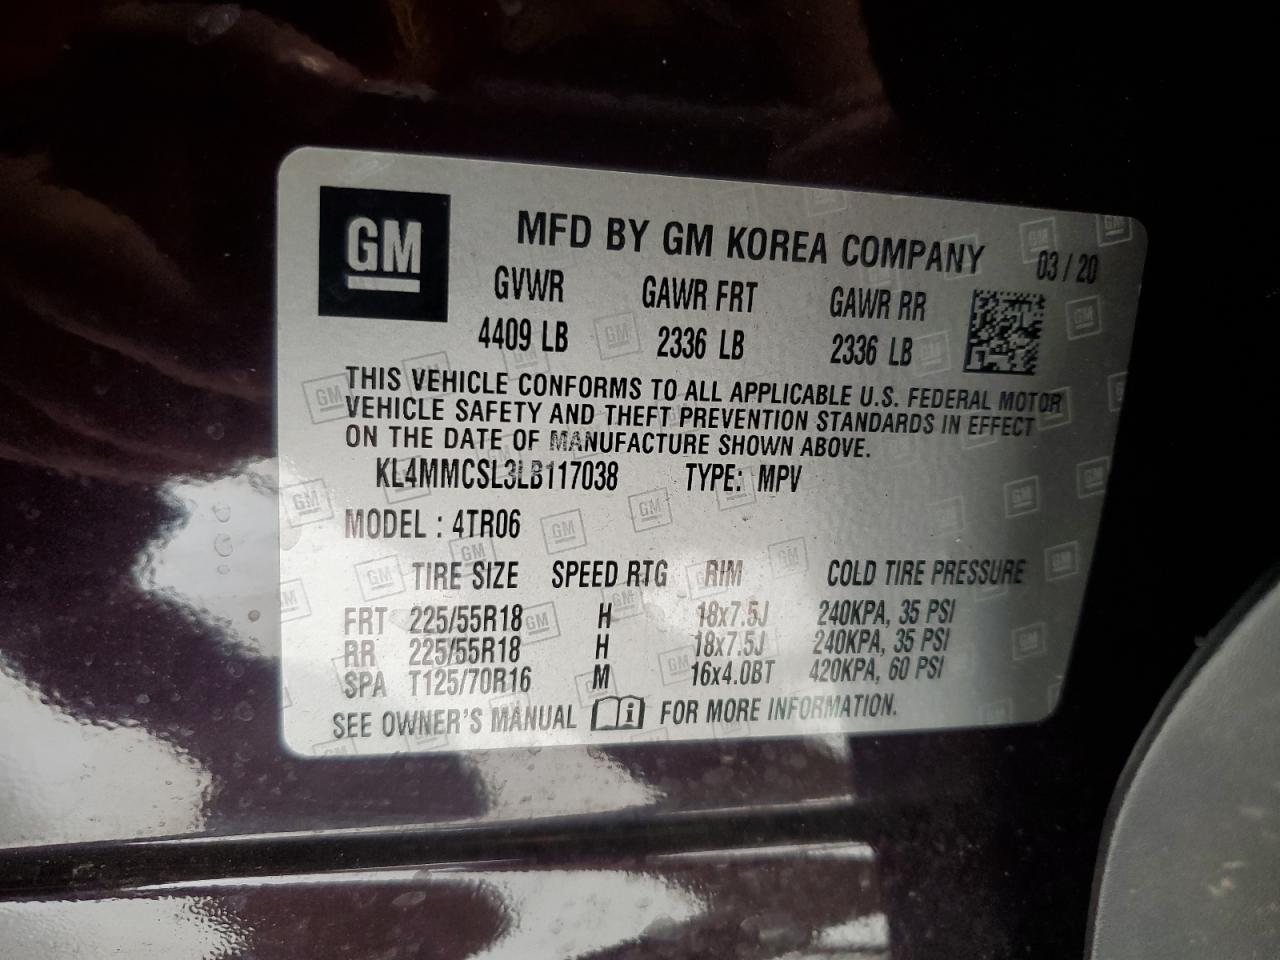 GM
MFD BY GM KOREA COMPANY 03 / 20
GVWR GAWR FRT GAWR RR
4409 LB 2336 LB 2336 LB
THIS VEHICLE CONFORMS TO ALL APPLICABLE U.S. FEDERAL MOTOR
VEHICLE SAFETY AND THEFT PREVENTION STANDARDS IN EFFECT
ON THE DATE OF MANUFACTURE SHOWN ABOVE.
KL4MMCSL3LB117038 TYPE: MPV
MODEL : 4TR06
TIRE SIZE SPEED RTG RIM COLD TIRE PRESSURE
FRT 225/55R18 H 18x7.5J 240KPA, 35 PSI
RR 225/55R18 H 18x7.5J 240KPA, 35 PSI
SPA T125/70R16 M 16x4.0BT 420KPA, 60 PSI
SEE OWNER'S MANUAL FOR MORE INFORMATION.